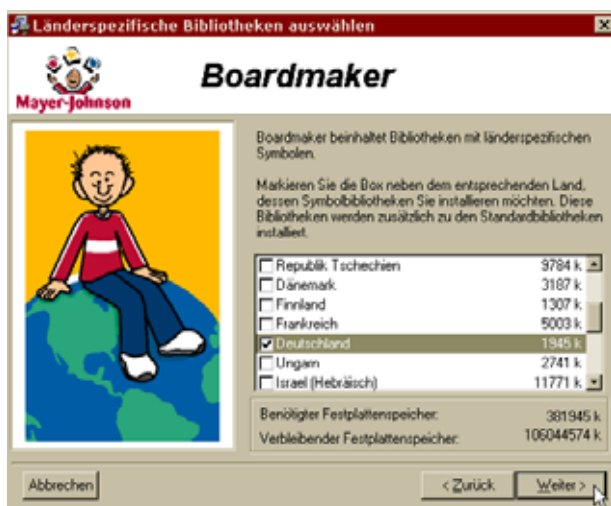 Länderspezifische Bibliotheken auswählen
Mayer-Johnson
Boardmaker
Boardmaker beinhaltet Bibliotheken mit länderspezifischen
Symbolen.
Markieren Sie die Box neben dem entsprechenden Land,
dessen Symbolbibliotheken Sie installieren möchten. Diese
Bibliotheken werden zusätzlich zu den Standardbibliotheken
installiert.
Republik Tschechien 9784 k
Dänemark 3187 k
Finnland 1307 k
Frankreich 5003 k
Deutschland 1945 k
Ungarn 2741 k
Israel (Hebräisch) 11771 k
Benötigter Festplattenspeicher: 381945 k
Verbleibender Festplattenspeicher: 106044574 k
Abbrechen < Zurück Weiter >